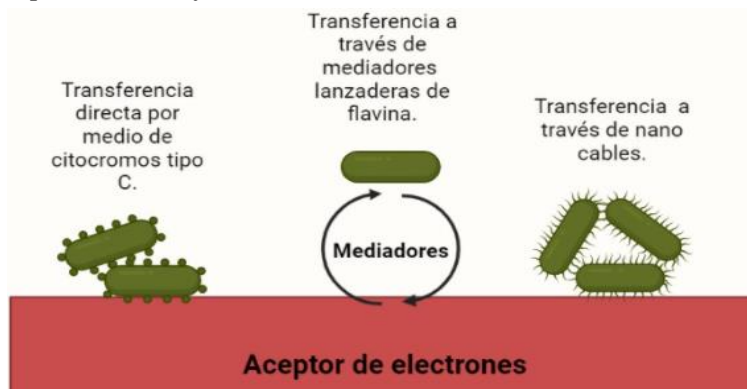 Transferencia
directa por
medio de
citocromos tipo
C.
Transferencia a
través de
mediadores
lanzaderas de
flavina.
Transferencia a
través de nano
cables.
Mediadores
Aceptor de electrones